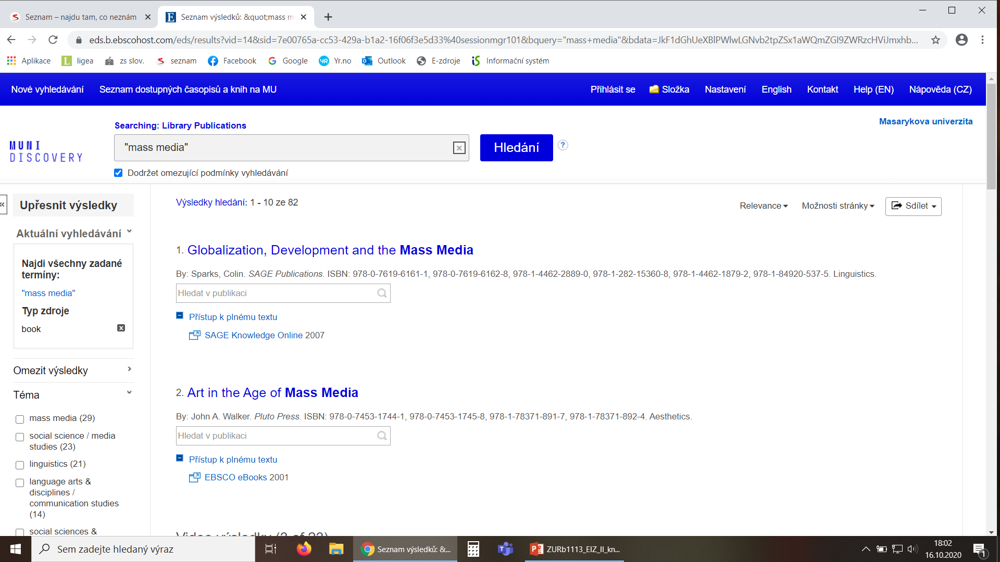 Seznam – najdu tam, co neznám
Seznam výsledků: &quot;mass m
eds.b.ebscohost.com/eds/results?vid=14&sid=7e00765a-cc53-429a-b1a2-16f06f3e5d33%40sessionmgr101&bquery="mass+media"&bdata=JkF1dGhUeXBlPWlwLGNvb2tpZSx1aWQmZGI9ZWRzcHViJmxhb...
Aplikace ligea zs slov. seznam Facebook Google Yr.no Outlook E-zdroje Informační systém
Nové vyhledávání Seznam dostupných časopisů a knih na MU Přihlásit se Složka Nastavení English Kontakt Help (EN) Nápověda (CZ)
Searching: Library Publications
Masarykova univerzita
MUNI
DISCOVERY
"mass media"
Hledání
?
Dodržet omezující podmínky vyhledávání
«
Upřesnit výsledky
Aktuální vyhledávání
Najdi všechny zadané
termíny:
"mass media"
Typ zdroje
book
Omezit výsledky
Téma
mass media (29)
social science / media
studies (23)
linguistics (21)
language arts &
disciplines /
communication studies
(14)
social sciences &
Výsledky hledání: 1 - 10 ze 82
Relevance Možnosti stránky Sdílet
1. Globalization, Development and the Mass Media
By: Sparks, Colin. SAGE Publications. ISBN: 978-0-7619-6161-1, 978-0-7619-6162-8, 978-1-4462-2889-0, 978-1-282-15360-8, 978-1-4462-1879-2, 978-1-84920-537-5. Linguistics.
Hledat v publikaci
Přístup k plnému textu
SAGE Knowledge Online 2007
2. Art in the Age of Mass Media
By: John A. Walker. Pluto Press. ISBN: 978-0-7453-1744-1, 978-0-7453-1745-8, 978-1-78371-891-7, 978-1-78371-892-4. Aesthetics.
Hledat v publikaci
Přístup k plnému textu
EBSCO eBooks 2001
Video výsledky (3 of 23)
Sem zadejte hledaný výraz
Seznam výsledků: &...
ZURb1113_EIZ_II_kn...
18:02
16.10.2020
1